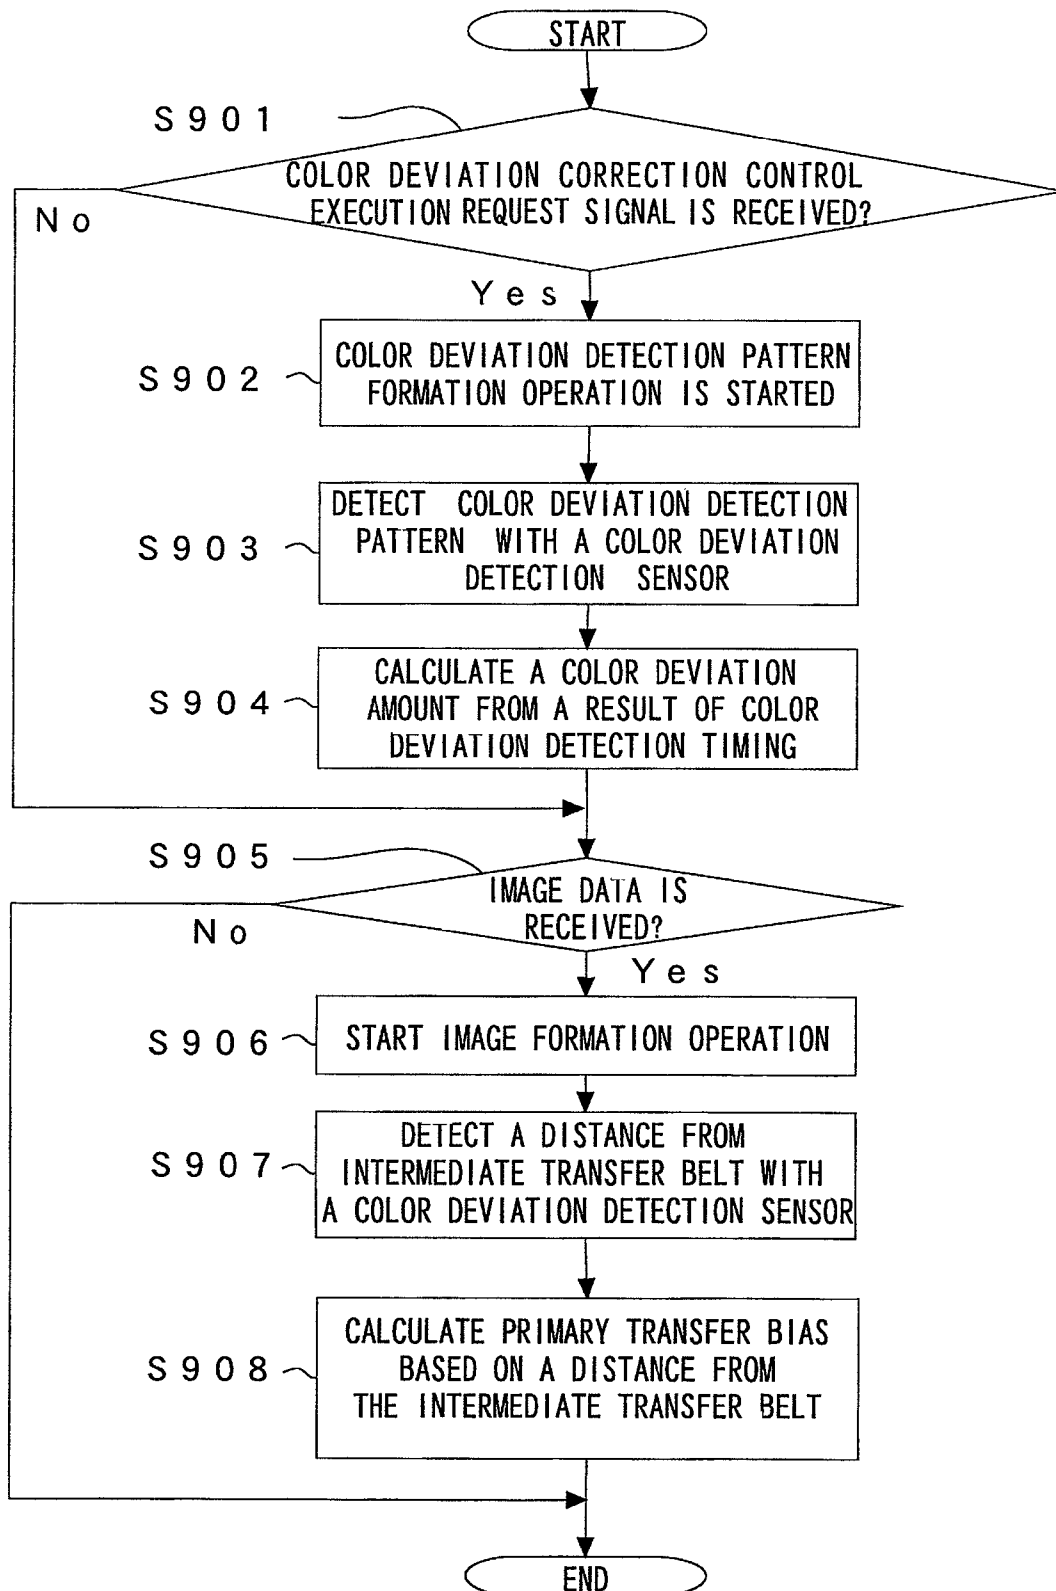 START
S901
COLOR DEVIATION CORRECTION CONTROL
EXECUTION REQUEST SIGNAL IS RECEIVED?
No
Yes
S902
COLOR DEVIATION DETECTION PATTERN
FORMATION OPERATION IS STARTED
S903
DETECT COLOR DEVIATION DETECTION
PATTERN WITH A COLOR DEVIATION
DETECTION SENSOR
S904
CALCULATE A COLOR DEVIATION
AMOUNT FROM A RESULT OF COLOR
DEVIATION DETECTION TIMING
S905
IMAGE DATA IS
RECEIVED?
No
Yes
S906
START IMAGE FORMATION OPERATION
S907
DETECT A DISTANCE FROM
INTERMEDIATE TRANSFER BELT WITH
A COLOR DEVIATION DETECTION SENSOR
S908
CALCULATE PRIMARY TRANSFER BIAS
BASED ON A DISTANCE FROM
THE INTERMEDIATE TRANSFER BELT
END